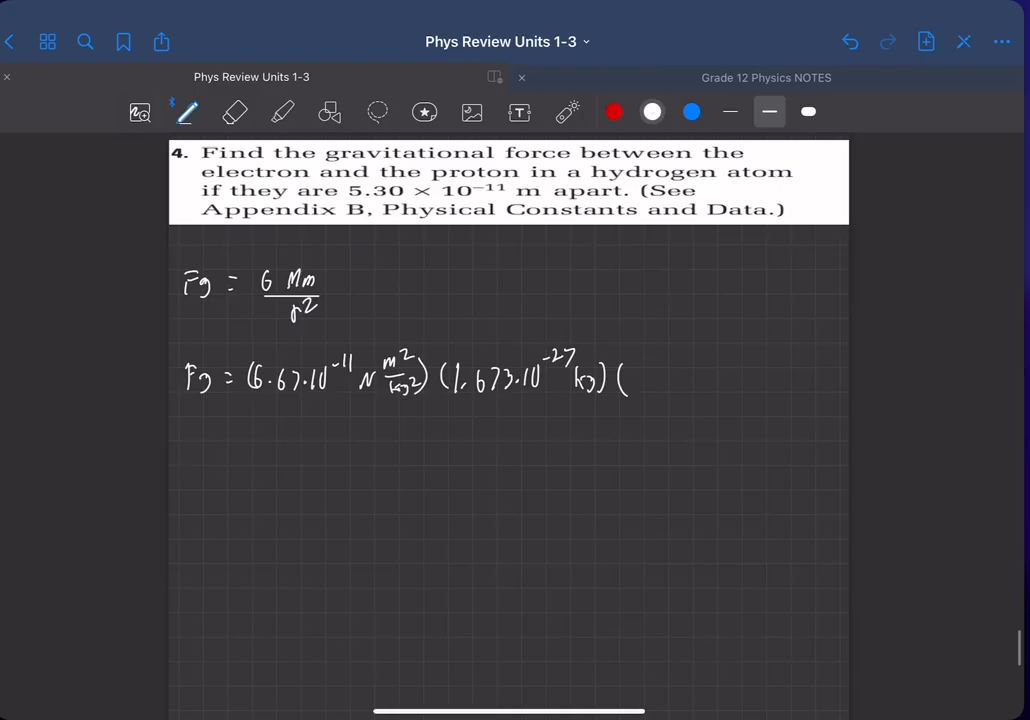 Phys Review Units 1-3
Phys Review Units 1-3
Grade 12 Physics NOTES
4. Find the gravitational force between the
electron and the proton in a hydrogen atom
if they are 5.30 × 10⁻¹¹ m apart. (See
Appendix B, Physical Constants and Data.)
Fg = G Mm / r²
Fg = (6.67·10⁻¹¹ N m²/kg²) (1.673·10⁻²⁷ kg) (